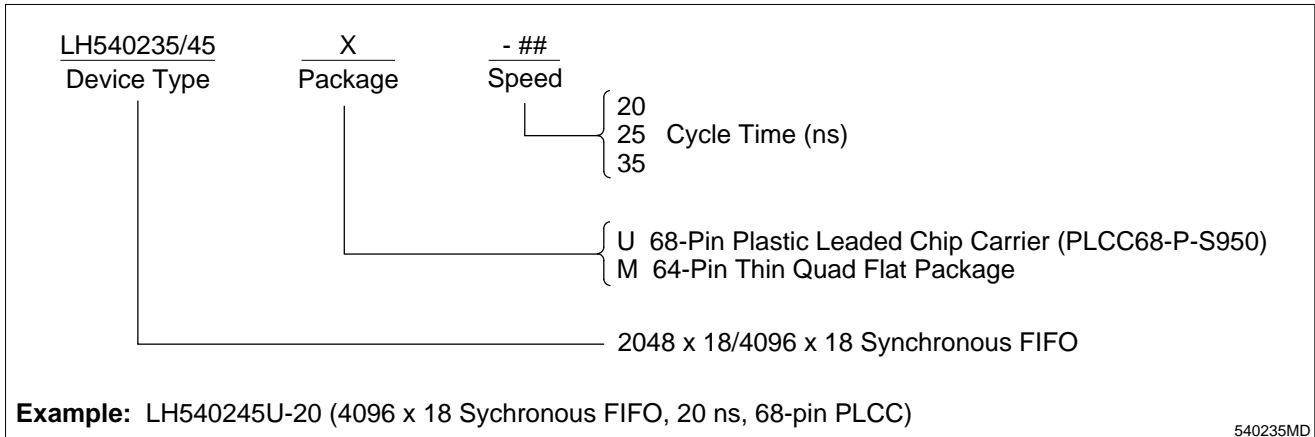 LH540235/45 X - ##
Device Type Package Speed
20
25 Cycle Time (ns)
35
U 68-Pin Plastic Leaded Chip Carrier (PLCC68-P-S950)
M 64-Pin Thin Quad Flat Package
2048 x 18/4096 x 18 Synchronous FIFO
Example: LH540245U-20 (4096 x 18 Sychronous FIFO, 20 ns, 68-pin PLCC)
540235MD